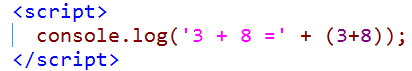 <script>
console.log('3 + 8 =' + (3+8));
</script>